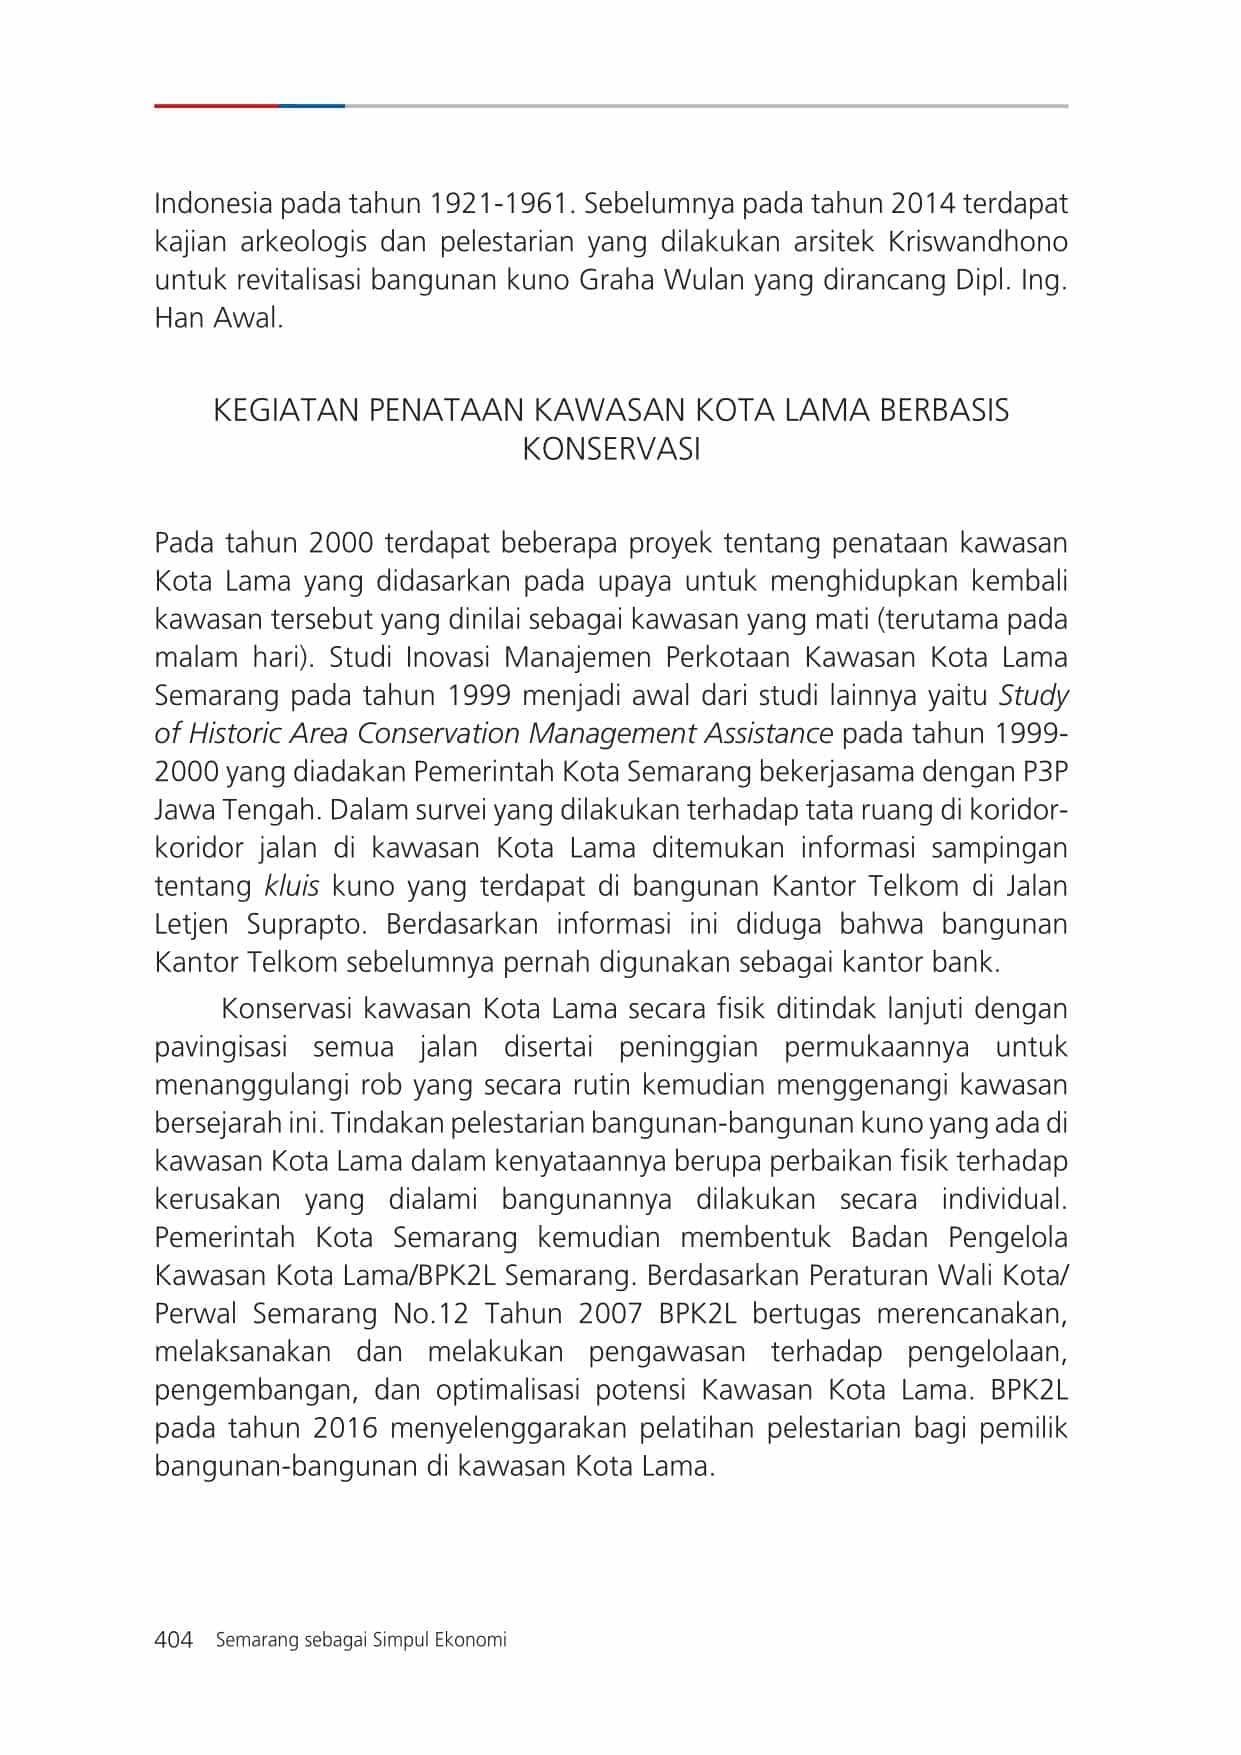 Indonesia pada tahun 1921-1961. Sebelumnya pada tahun 2014 terdapat
kajian arkeologis dan pelestarian yang dilakukan arsitek Kriswandhono
untuk revitalisasi bangunan kuno Graha Wulan yang dirancang Dipl. Ing.
Han Awal.
KEGIATAN PENATAAN KAWASAN KOTA LAMA BERBASIS
KONSERVASI
Pada tahun 2000 terdapat beberapa proyek tentang penataan kawasan
Kota Lama yang didasarkan pada upaya untuk menghidupkan kembali
kawasan tersebut yang dinilai sebagai kawasan yang mati (terutama pada
malam hari). Studi Inovasi Manajemen Perkotaan Kawasan Kota Lama
Semarang pada tahun 1999 menjadi awal dari studi lainnya yaitu Study
of Historic Area Conservation Management Assistance pada tahun 1999-
2000 yang diadakan Pemerintah Kota Semarang bekerjasama dengan P3P
Jawa Tengah. Dalam survei yang dilakukan terhadap tata ruang di koridor-
koridor jalan di kawasan Kota Lama ditemukan informasi sampingan
tentang kluis kuno yang terdapat di bangunan Kantor Telkom di Jalan
Letjen Suprapto. Berdasarkan informasi ini diduga bahwa bangunan
Kantor Telkom sebelumnya pernah digunakan sebagai kantor bank.
Konservasi kawasan Kota Lama secara fisik ditindak lanjuti dengan
pavingisasi semua jalan disertai peninggian permukaannya untuk
menanggulangi rob yang secara rutin kemudian menggenangi kawasan
bersejarah ini. Tindakan pelestarian bangunan-bangunan kuno yang ada di
kawasan Kota Lama dalam kenyataannya berupa perbaikan fisik terhadap
kerusakan yang dialami bangunannya dilakukan secara individual.
Pemerintah Kota Semarang kemudian membentuk Badan Pengelola
Kawasan Kota Lama/BPK2L Semarang. Berdasarkan Peraturan Wali Kota/
Perwal Semarang No.12 Tahun 2007 BPK2L bertugas merencanakan,
melaksanakan dan melakukan pengawasan terhadap pengelolaan,
pengembangan, dan optimalisasi potensi Kawasan Kota Lama. BPK2L
pada tahun 2016 menyelenggarakan pelatihan pelestarian bagi pemilik
bangunan-bangunan di kawasan Kota Lama.
404 Semarang sebagai Simpul Ekonomi